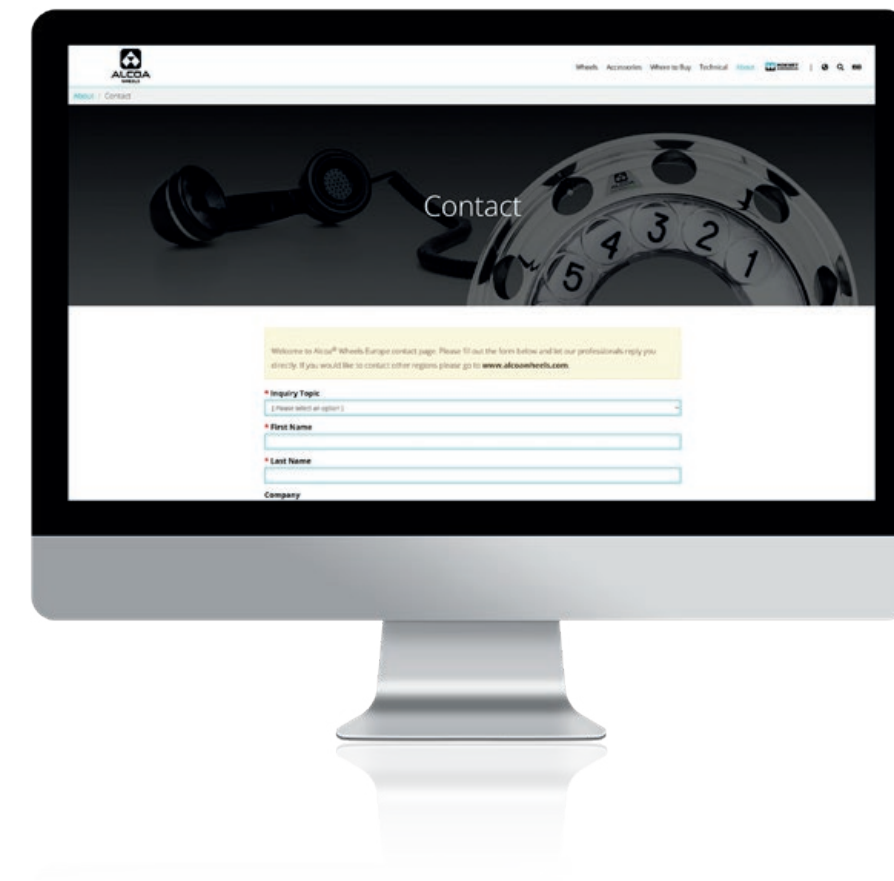 ALCOA
WHEELS
Wheels Accessories Where to Buy Technical About
About / Contact
Contact
5 4 3 2 1
Welcome to Alcoa® Wheels Europe contact page. Please fill out the form below and let our professionals reply you
directly. If you would like to contact other regions please go to www.alcoawheels.com.
* Inquiry Topic
[ Please select an option ]
* First Name
* Last Name
Company